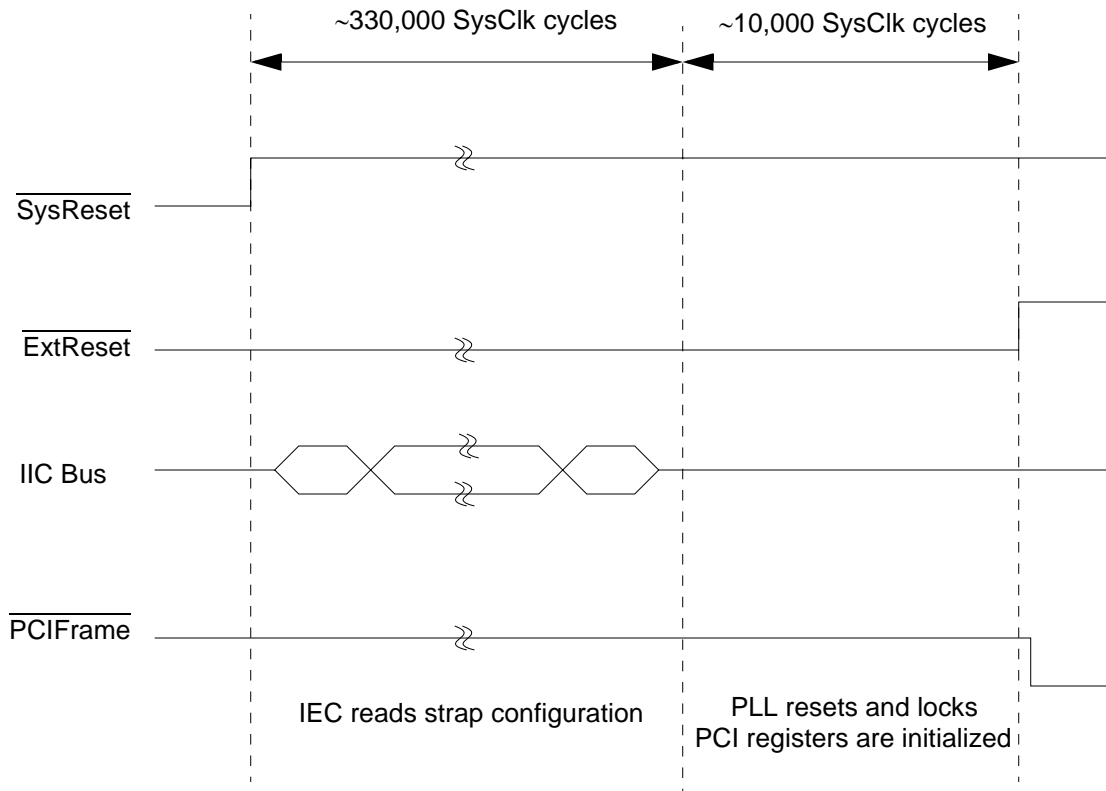 ~330,000 SysClk cycles
~10,000 SysClk cycles
SysReset
ExtReset
IIC Bus
PCIFrame
IEC reads strap configuration
PLL resets and locks
PCI registers are initialized